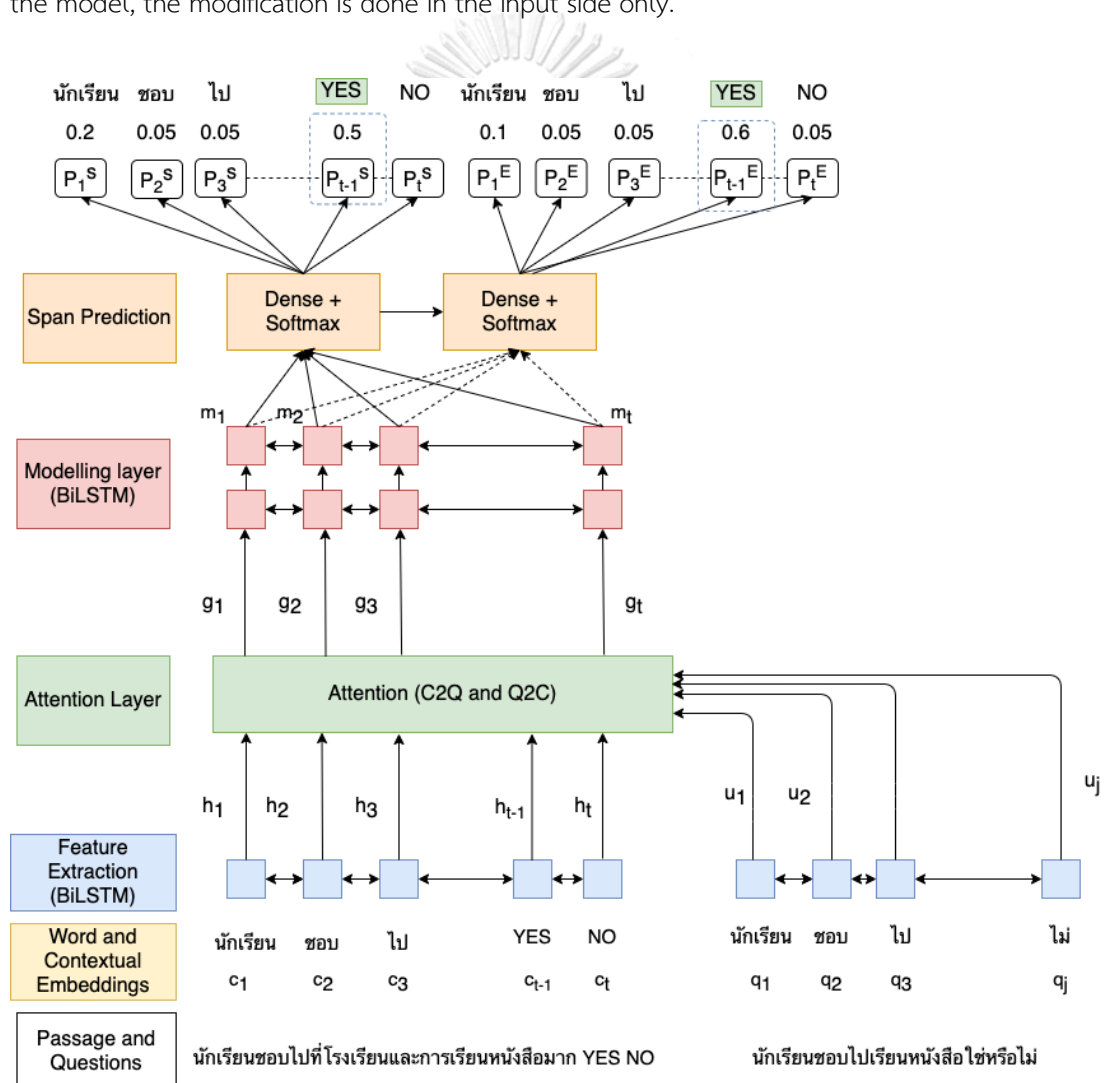 the model, the modification is done in the input side only.
นักเรียน ชอบ ไป YES NO นักเรียน ชอบ ไป YES NO
0.2 0.05 0.05 0.5 0.1 0.05 0.05 0.6 0.05
P1S P2S P3S Pt-1S PtS P1E P2E P3E Pt-1E PtE
Span Prediction
Dense +
Softmax
Dense +
Softmax
m1 m2 mt
Modelling layer
(BiLSTM)
g1 g2 g3 gt
Attention Layer
Attention (C2Q and Q2C)
h1 h2 h3 ht-1 ht u1 u2 uj
Feature
Extraction
(BiLSTM)
Word and
Contextual
Embeddings
นักเรียน ชอบ ไป YES NO นักเรียน ชอบ ไป ไม่
c1 c2 c3 ct-1 ct q1 q2 q3 qj
Passage and
Questions
นักเรียนชอบไปที่โรงเรียนและการเรียนหนังสือมาก YES NO
นักเรียนชอบไปเรียนหนังสือใช่หรือไม่